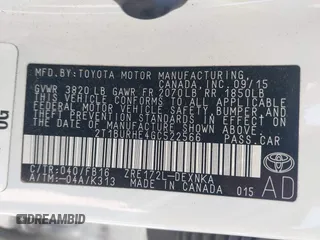 MFD.BY:TOYOTA MOTOR MANUFACTURING,
CANADA, INC. 09/15
GVWR 3820 LB GAWR FR 2070LB RR 1850LB
THIS VEHICLE CONFORMS TO ALL APPLICABLE
FEDERAL MOTOR VEHICLE SAFETY, BUMPER, AND
THEFT PREVENTION STANDARDS IN EFFECT ON
THE DATE OF MANUFACTURE SHOWN ABOVE.
PASS.CAR
C/TR:040/FB16 ZRE172L-DEXNKA
A/TM:-04A/K313 MADE IN CANADA 015
AD
DREAMBID